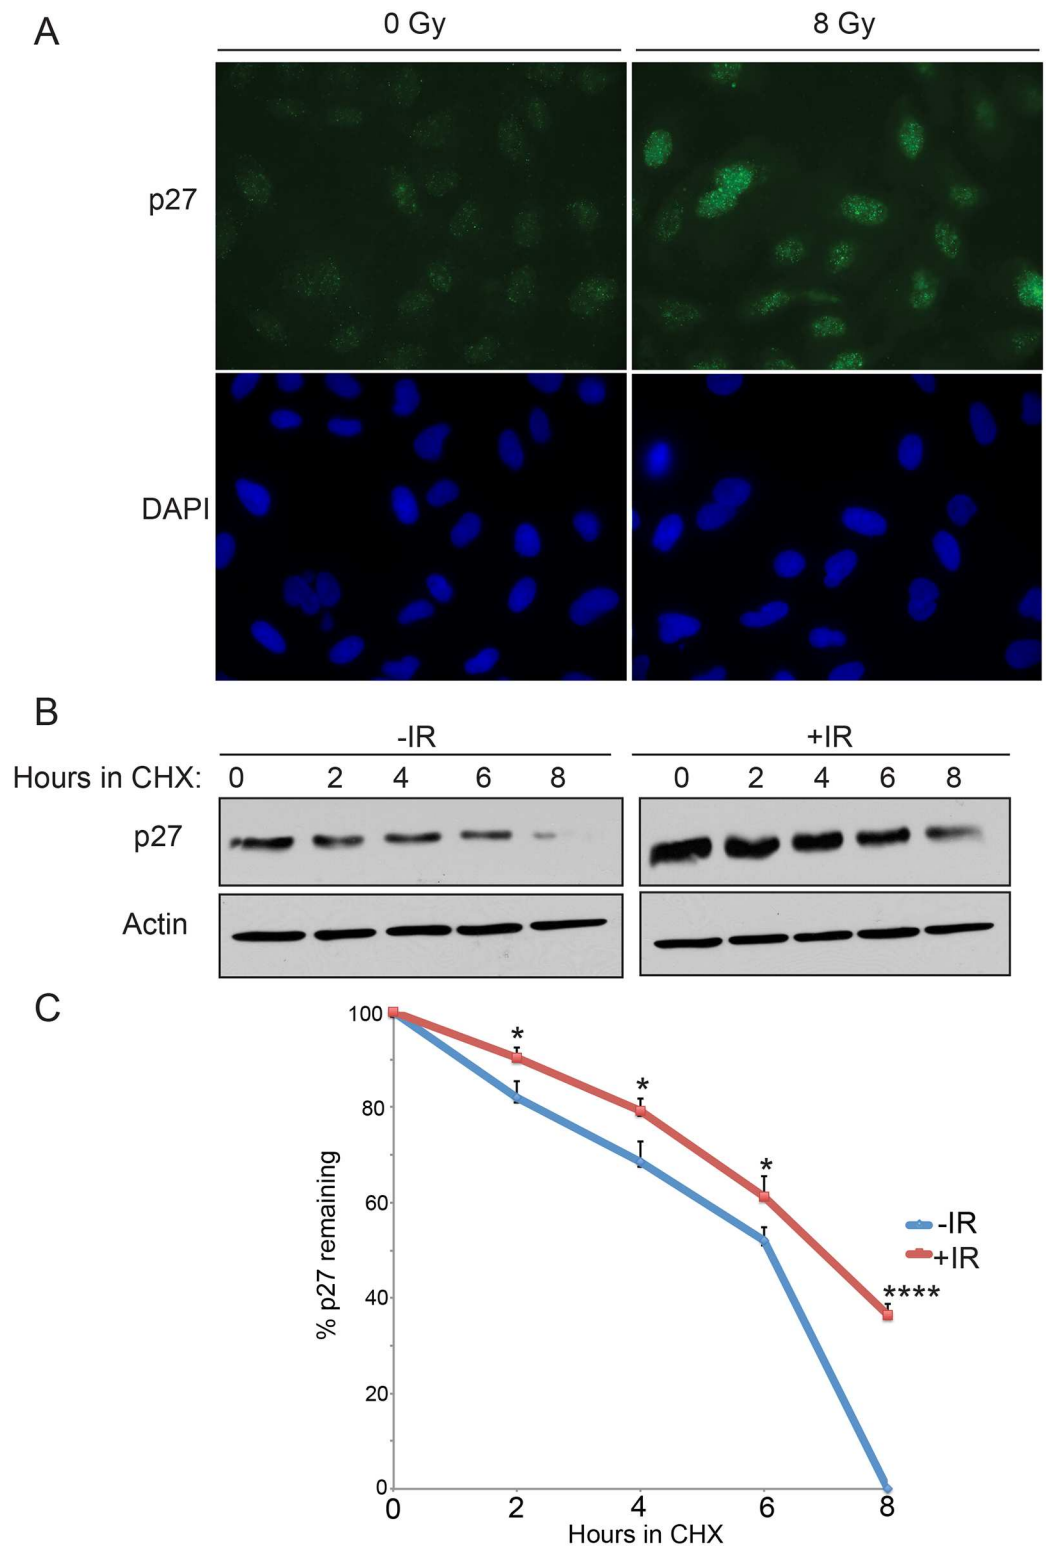 A
0 Gy 8 Gy
p27
DAPI
B
-IR +IR
Hours in CHX: 0 2 4 6 8 0 2 4 6 8
p27
Actin
C
100
*
*
80
*
60
-IR
+IR
% p27 remaining
40
****
20
0
0 2 4 6 8
Hours in CHX